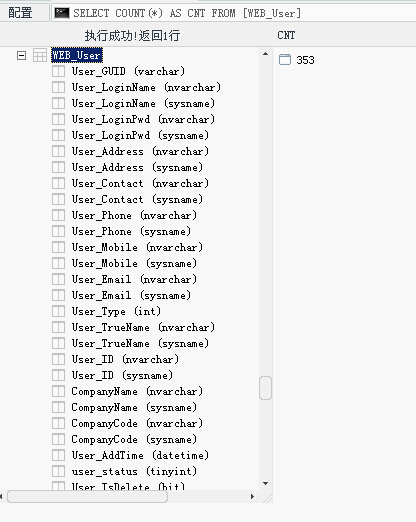 配置
SELECT COUNT(*) AS CNT FROM [WEB_User]
执行成功!返回1行
CNT
WEB_User
353
User_GUID (varchar)
User_LoginName (nvarchar)
User_LoginName (sysname)
User_LoginPwd (nvarchar)
User_LoginPwd (sysname)
User_Address (nvarchar)
User_Address (sysname)
User_Contact (nvarchar)
User_Contact (sysname)
User_Phone (nvarchar)
User_Phone (sysname)
User_Mobile (nvarchar)
User_Mobile (sysname)
User_Email (nvarchar)
User_Email (sysname)
User_Type (int)
User_TrueName (nvarchar)
User_TrueName (sysname)
User_ID (nvarchar)
User_ID (sysname)
CompanyName (nvarchar)
CompanyName (sysname)
CompanyCode (nvarchar)
CompanyCode (sysname)
User_AddTime (datetime)
user_status (tinyint)
User_IsDelete (bit)